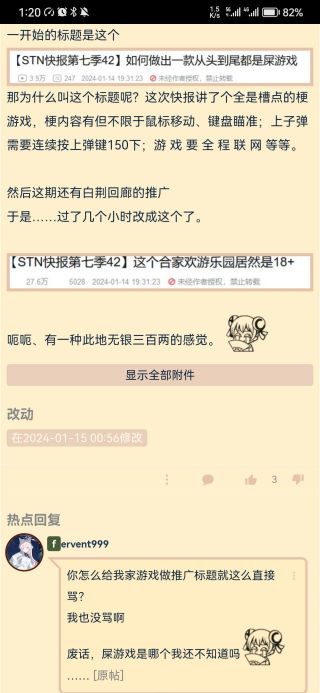 1:20
1.5 K/s 5G 4G 82%
一开始的标题是这个
【STN快报第七季42】如何做出一款从头到尾都是屎游戏
3.9万 247 2024-01-14 19:31:23 未经作者授权，禁止转载
那为什么叫这个标题呢？这次快报讲了个全是槽点的梗
游戏，梗内容有但不限于鼠标移动、键盘瞄准；上子弹
需要连续按上弹键150下；游 戏 要 全 程 联 网 等等。
然后这期还有白荆回廊的推广
于是……过了几个小时改成这个了。
【STN快报第七季42】这个合家欢游乐园居然是18+
27.6万 5028 2024-01-14 19:31:23 未经作者授权，禁止转载
呃呃、有一种此地无银三百两的感觉。
显示全部附件
改动
在2024-01-15 00:56修改
3
热点回复
fervent999
你怎么给我家游戏做推广标题就这么直接
骂？
我也没骂啊
废话，屎游戏是哪个我还不知道吗
…… [原帖]